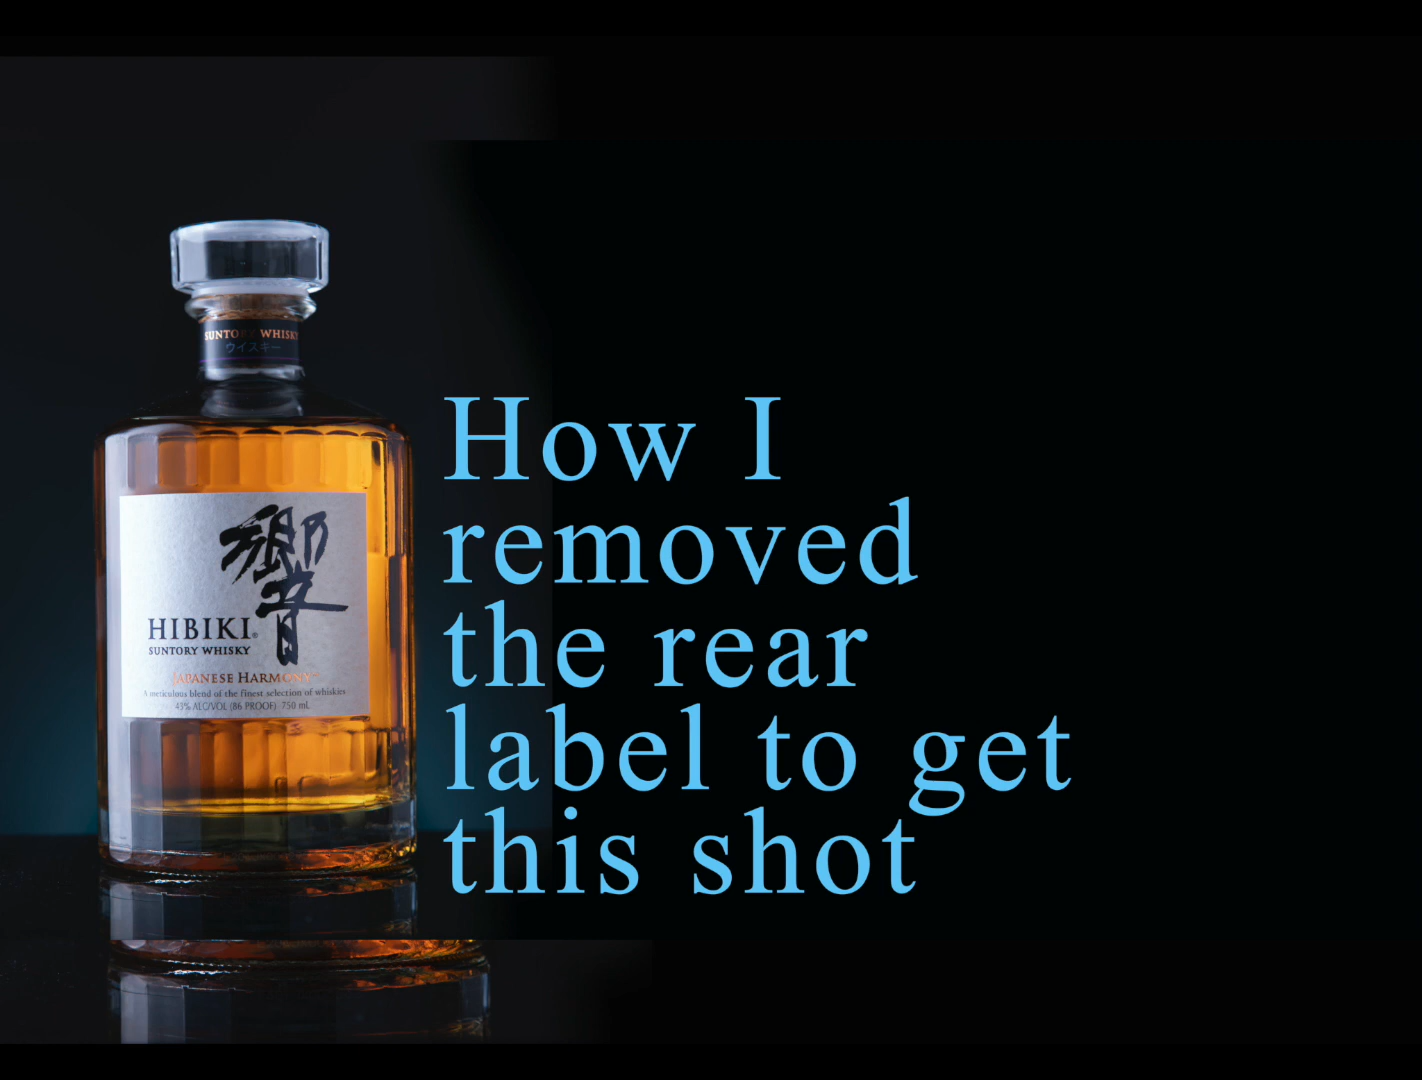 SUNTORY WHISKY
ウイスキー
響
HIBIKI®
SUNTORY WHISKY
JAPANESE HARMONY™
A meticulous blend of the finest selection of whiskies
43% ALC/VOL (86 PROOF) 750 mL
How I
removed
the rear
label to get
this shot